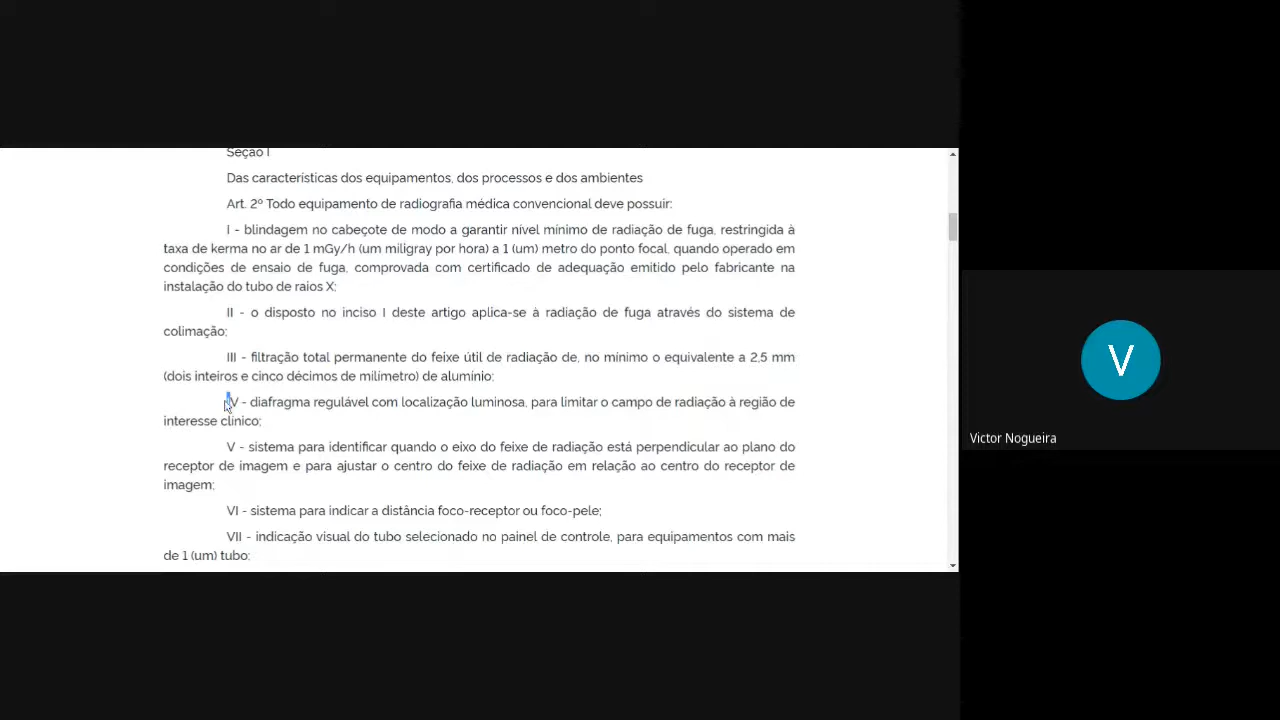 Seção I
Das características dos equipamentos, dos processos e dos ambientes
Art. 2º Todo equipamento de radiografia médica convencional deve possuir:
I - blindagem no cabeçote de modo a garantir nível mínimo de radiação de fuga, restringida à
taxa de kerma no ar de 1 mGy/h (um miligray por hora) a 1 (um) metro do ponto focal, quando operado em
condições de ensaio de fuga, comprovada com certificado de adequação emitido pelo fabricante na
instalação do tubo de raios X;
II - o disposto no inciso I deste artigo aplica-se à radiação de fuga através do sistema de
colimação;
III - filtração total permanente do feixe útil de radiação de, no mínimo o equivalente a 2,5 mm
(dois inteiros e cinco décimos de milímetro) de alumínio;
IV - diafragma regulável com localização luminosa, para limitar o campo de radiação à região de
interesse clínico;
V - sistema para identificar quando o eixo do feixe de radiação está perpendicular ao plano do
receptor de imagem e para ajustar o centro do feixe de radiação em relação ao centro do receptor de
imagem;
VI - sistema para indicar a distância foco-receptor ou foco-pele;
VII - indicação visual do tubo selecionado no painel de controle, para equipamentos com mais
de 1 (um) tubo;
V
Victor Nogueira